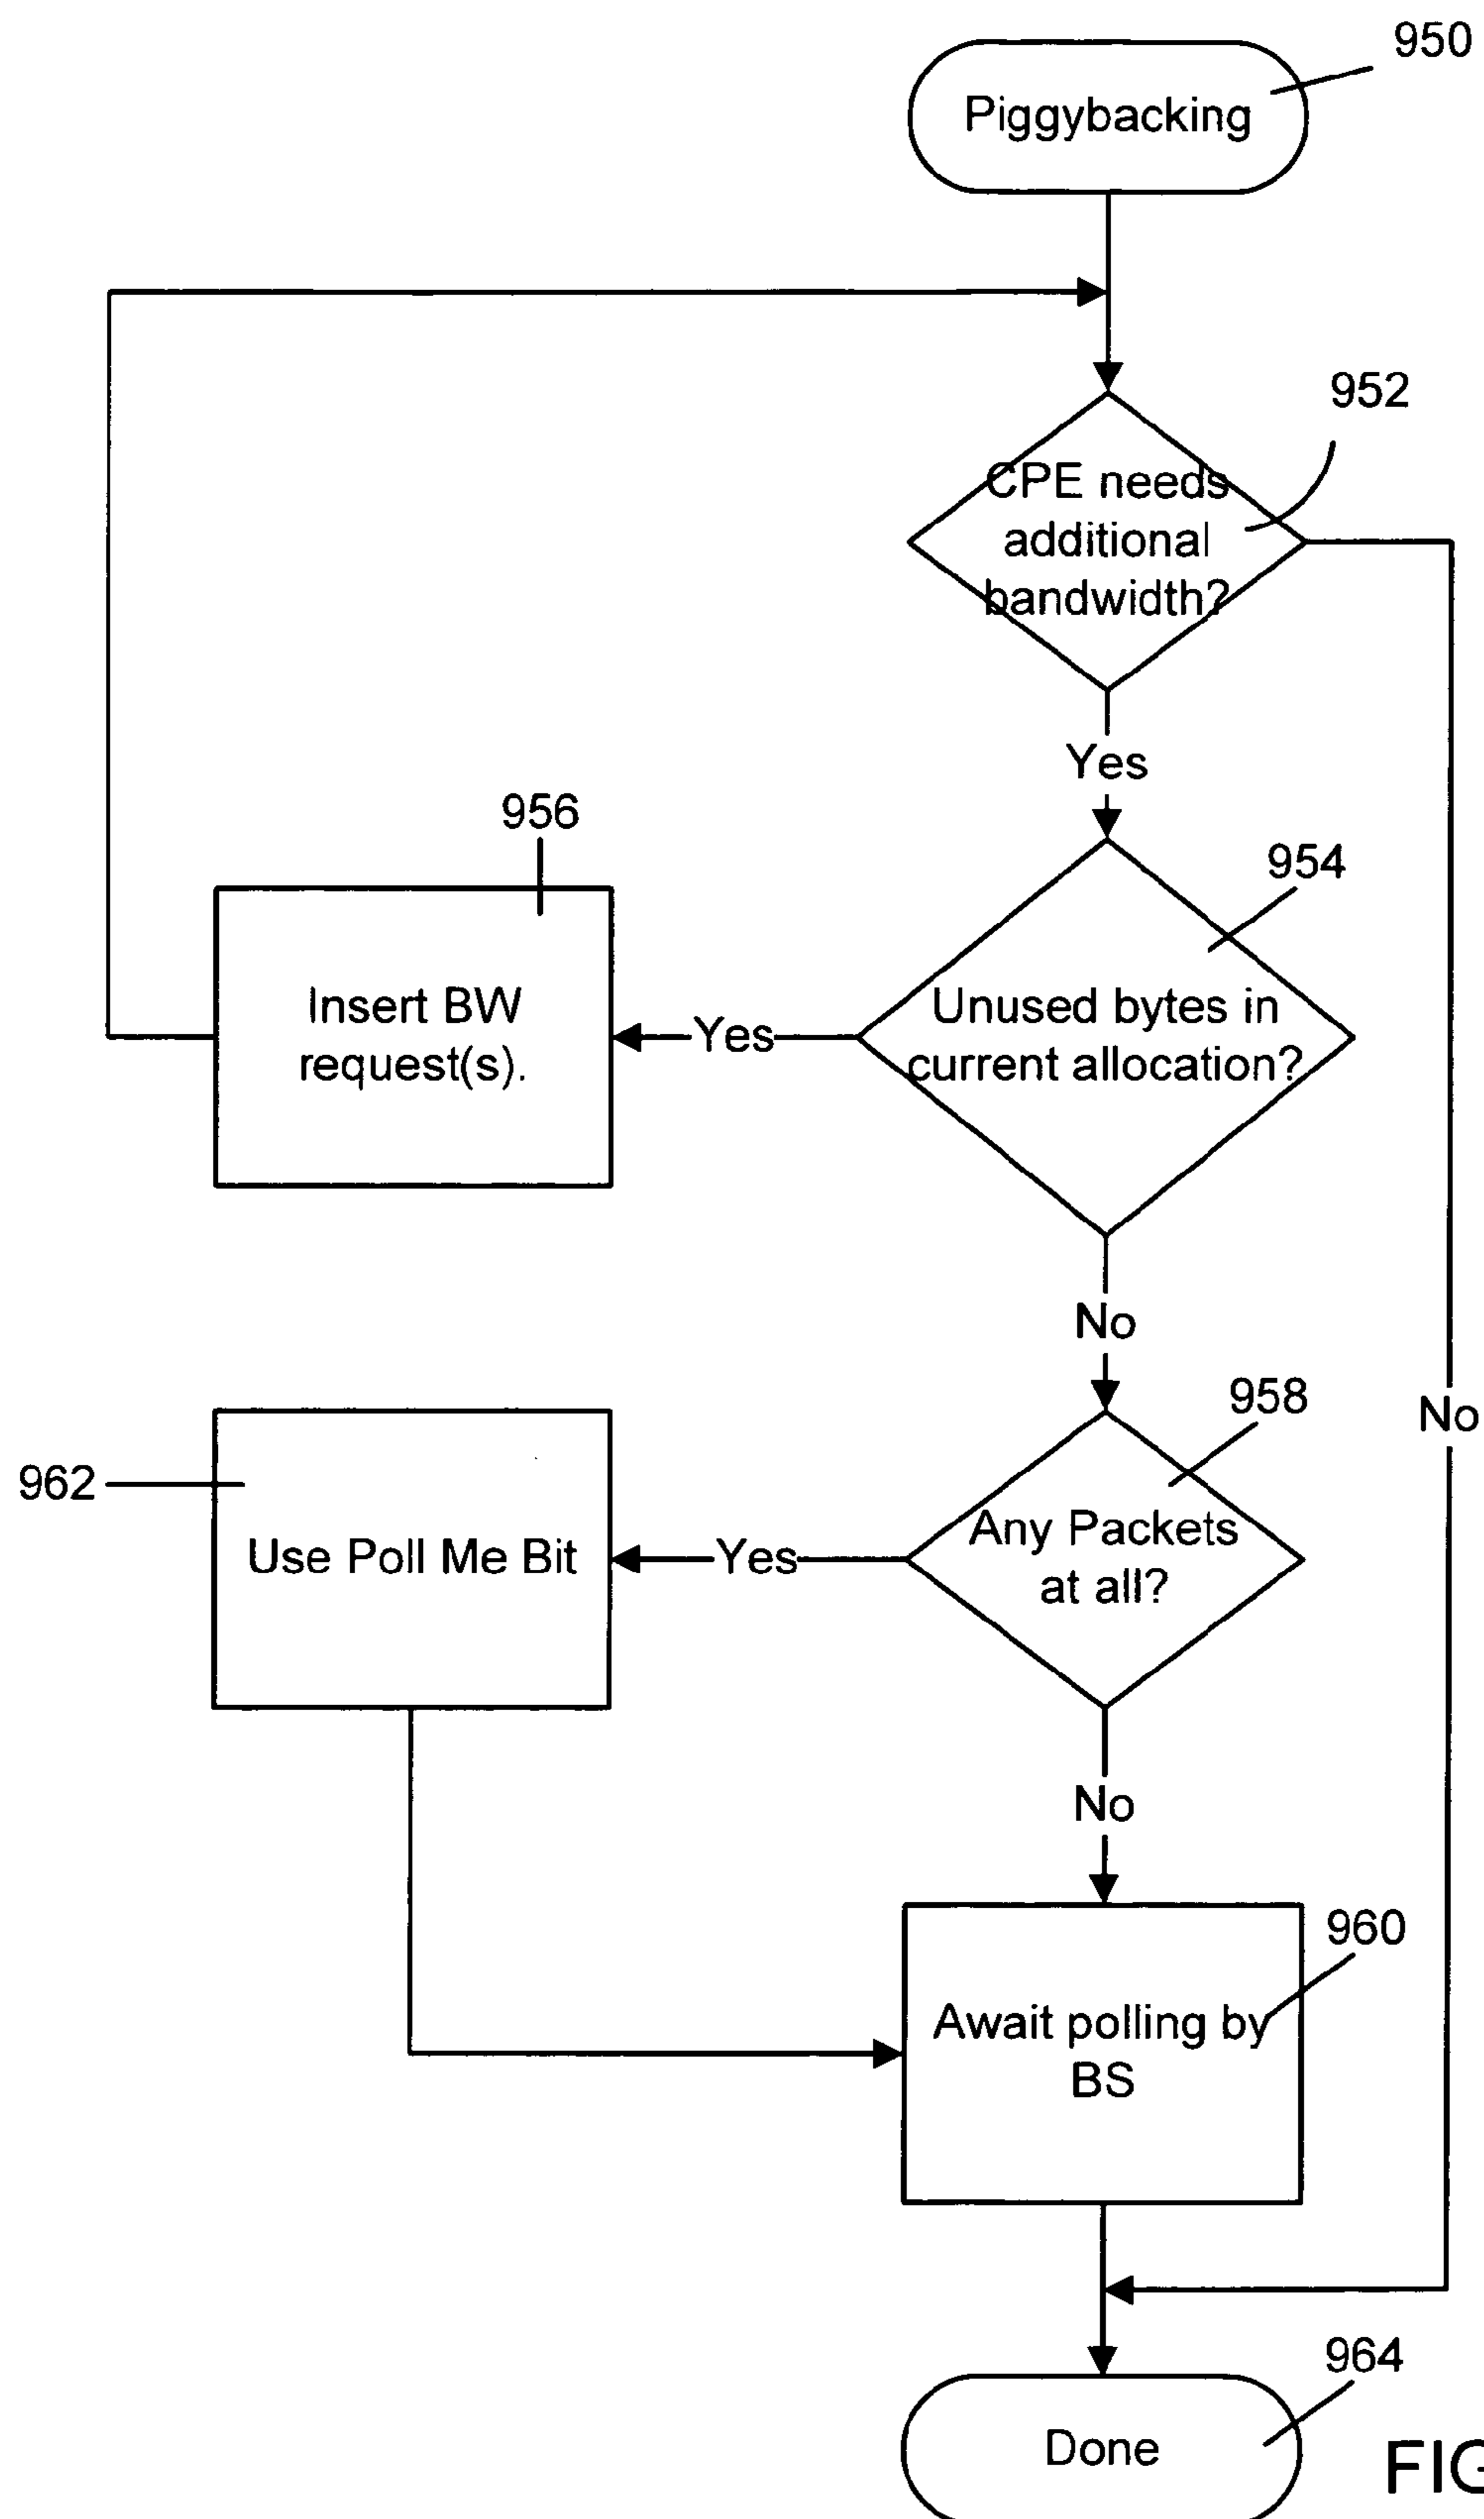 950
Piggybacking
952
CPE needs
additional
bandwidth?
Yes
956
954
Insert BW
request(s).
Yes
Unused bytes in
current allocation?
No
958
No
962
Use Poll Me Bit
Yes
Any Packets
at all?
No
960
Await polling by
BS
964
Done